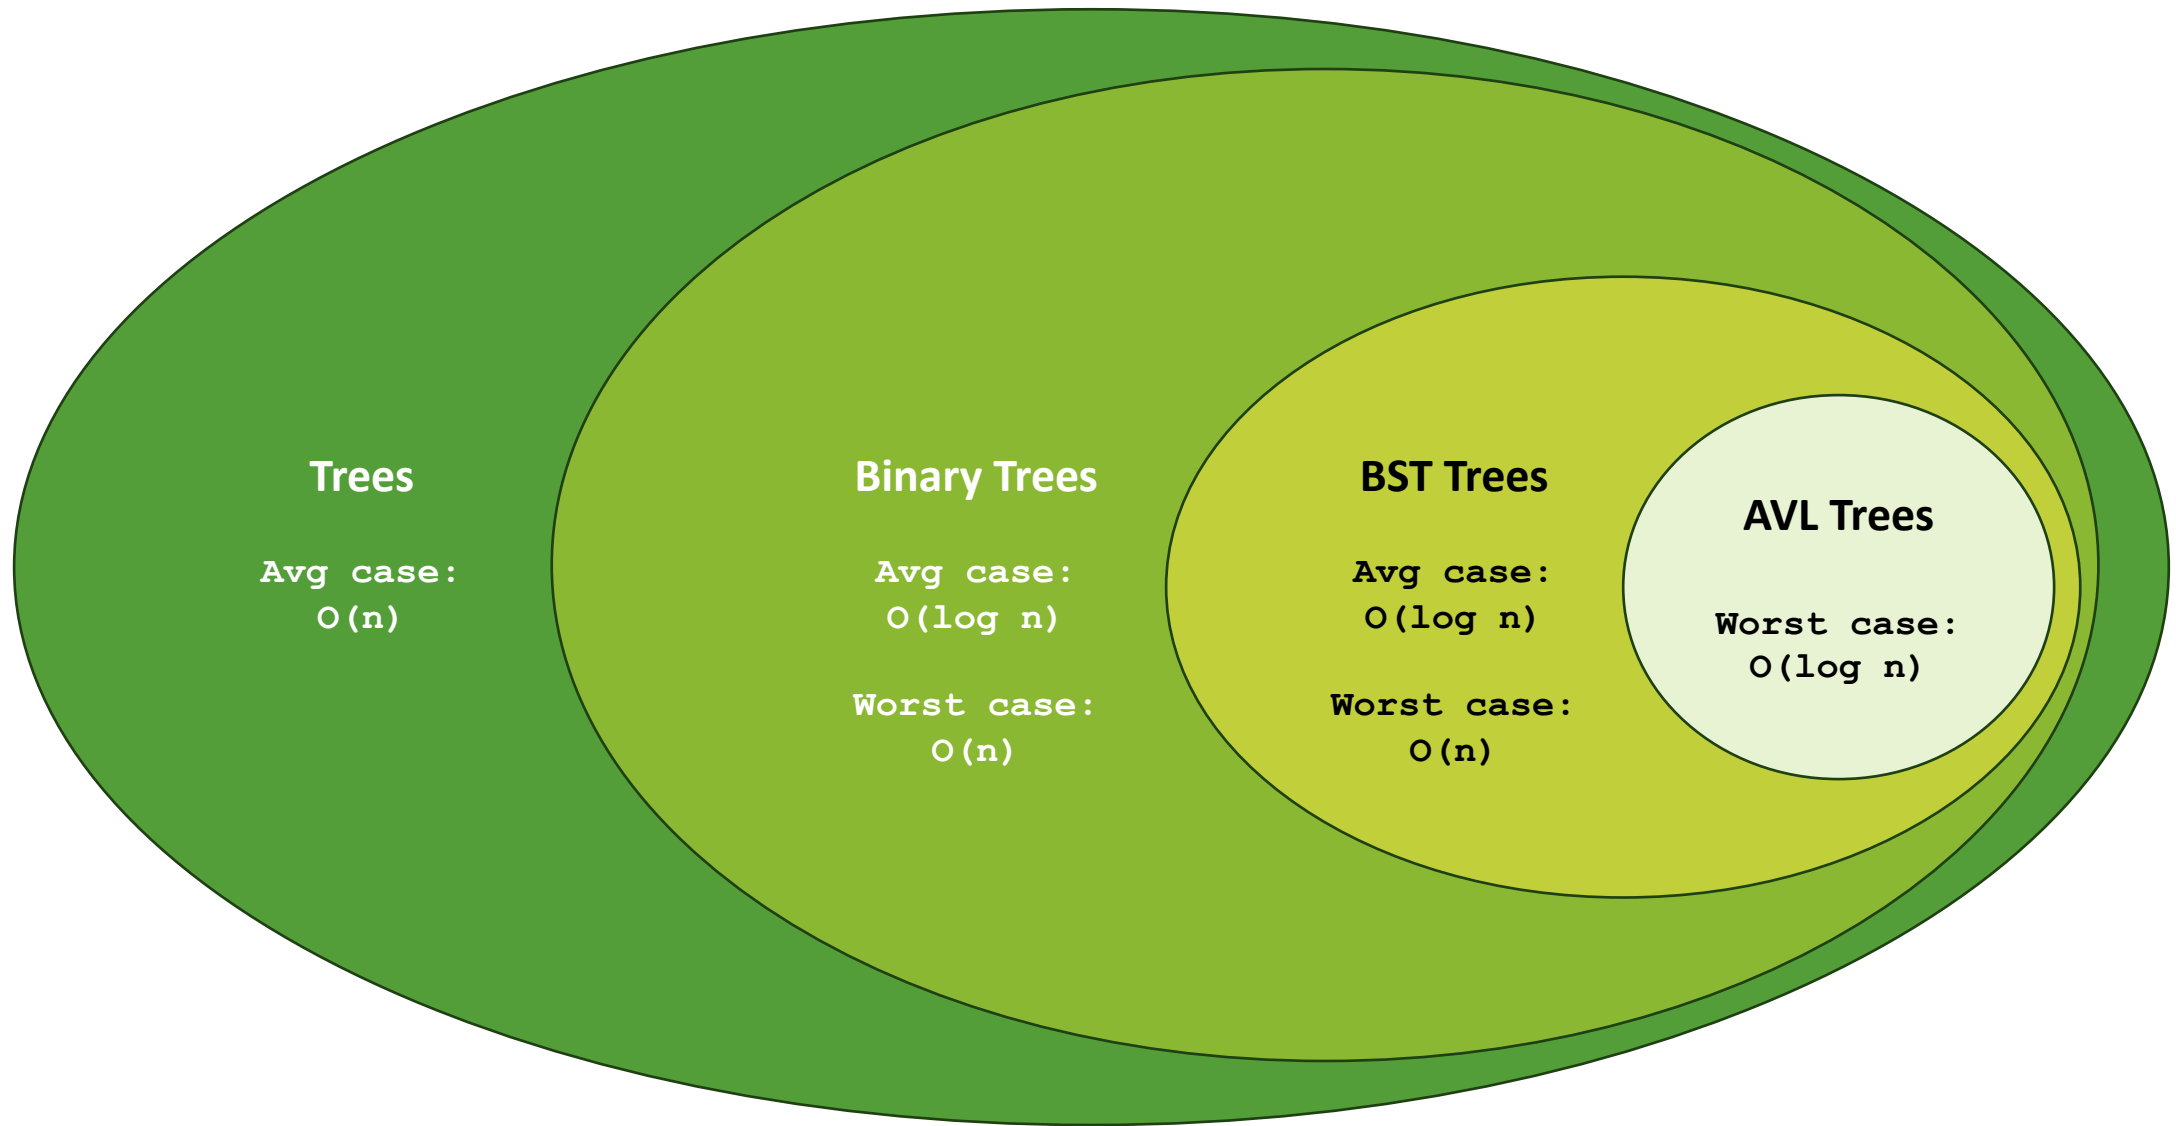 Trees
Avg case:
O(n)
Binary Trees
Avg case:
O(log n)
Worst case:
O(n)
BST Trees
Avg case:
O(log n)
Worst case:
O(n)
AVL Trees
Worst case:
O(log n)